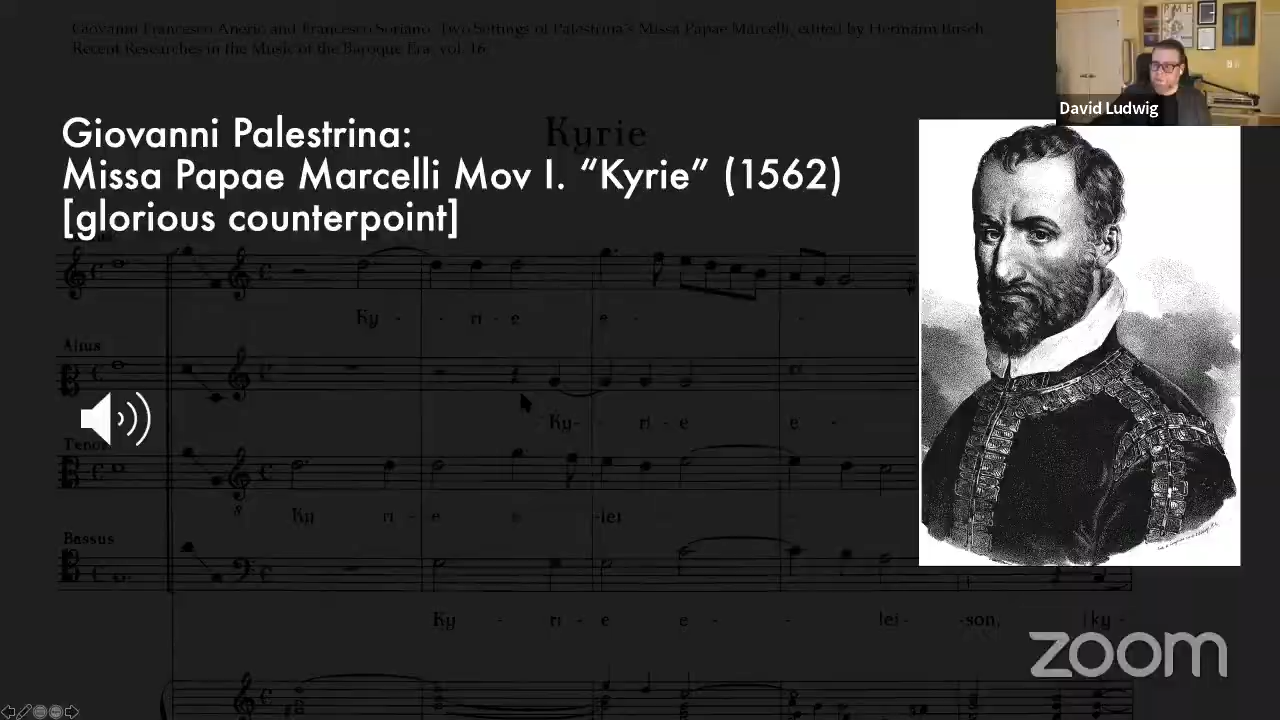 Giovanni Francesco Anerio and Francesco Soriano. Two Settings of Palestrina's Missa Papae Marcelli, edited by Hermann Busch.
Recent Researches in the Music of the Baroque Era, vol. 16.
David Ludwig
Kyrie
Giovanni Palestrina:
Missa Papae Marcelli Mov I. “Kyrie” (1562)
[glorious counterpoint]
Ky - - ri - e e - -
Altus
Ky- - ri - e e -
Tenor
Ky ri - e e -lei -
8
Bassus
Ky - ri - e e - - lei- -son, (ky -
zoom